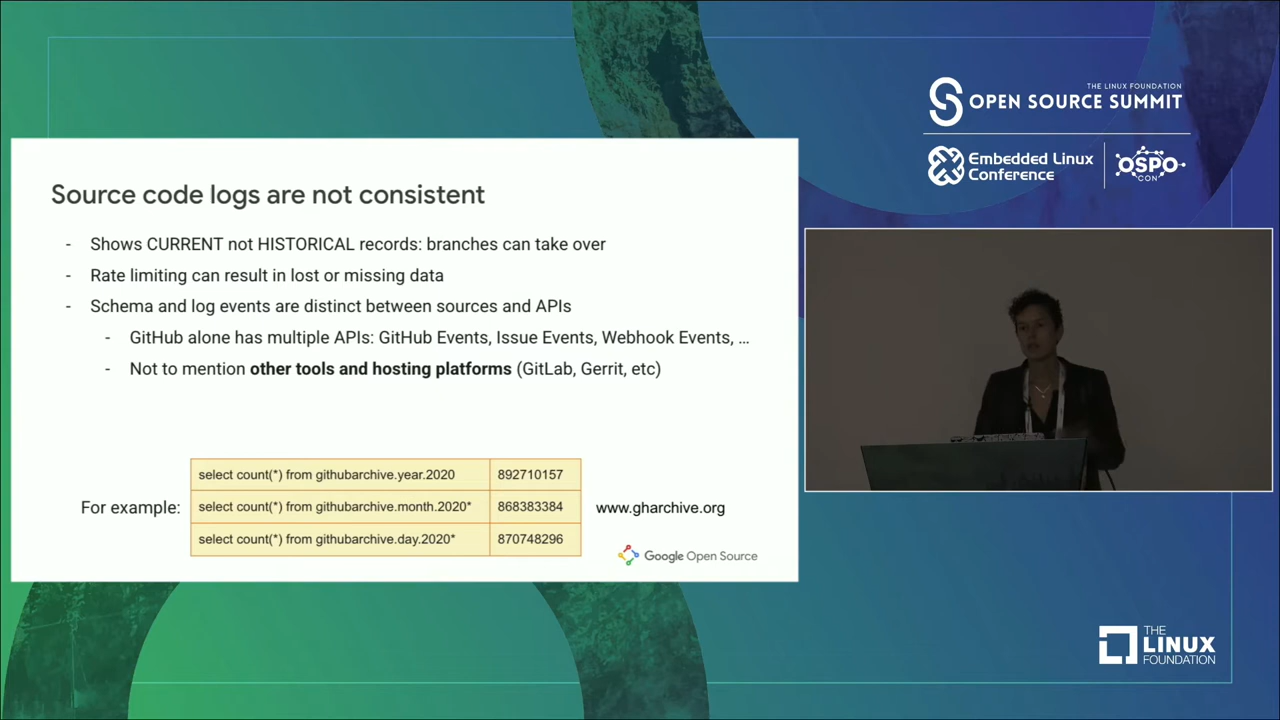 THE LINUX FOUNDATION
OPEN SOURCE SUMMIT
Embedded Linux
Conference
OSPO
CON
Source code logs are not consistent
- Shows CURRENT not HISTORICAL records: branches can take over
- Rate limiting can result in lost or missing data
- Schema and log events are distinct between sources and APIs
- GitHub alone has multiple APIs: GitHub Events, Issue Events, Webhook Events, ...
- Not to mention other tools and hosting platforms (GitLab, Gerrit, etc)
For example:
select count(*) from githubarchive.year.2020 892710157
select count(*) from githubarchive.month.2020* 868383384
select count(*) from githubarchive.day.2020* 870748296
www.gharchive.org
Google Open Source
THE
LINUX
FOUNDATION